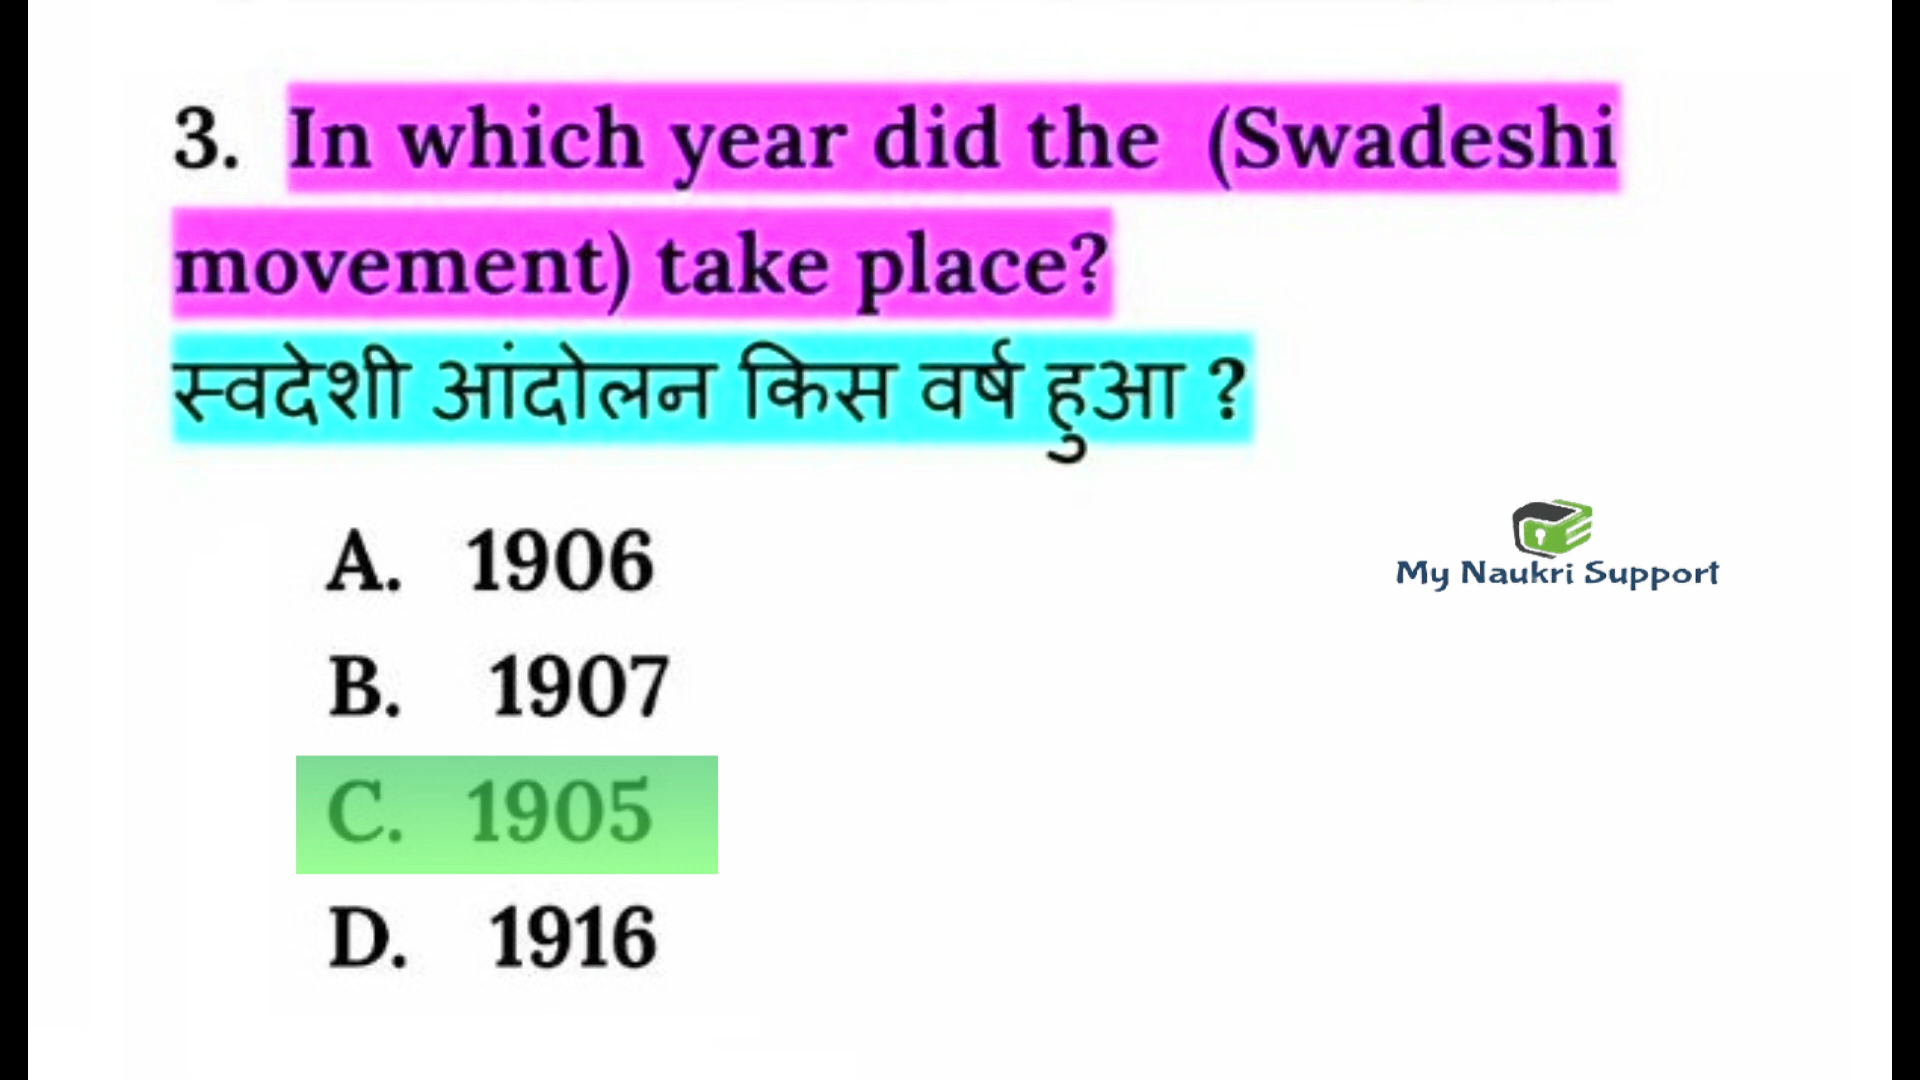 3. In which year did the (Swadeshi
movement) take place?
स्वदेशी आंदोलन किस वर्ष हुआ ?
A. 1906
My Naukri Support
B. 1907
C. 1905
D. 1916